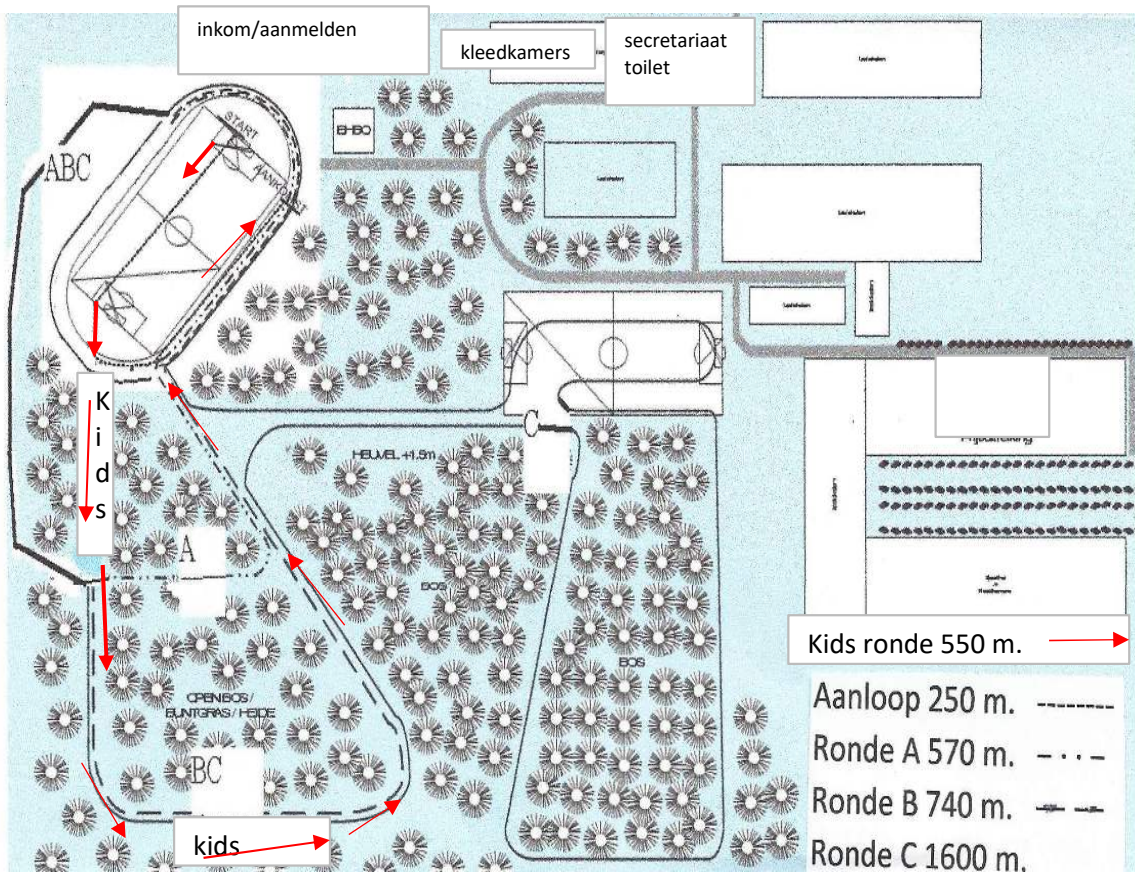 inkom/aanmelden
kleedkamers
secretariaat
toilet
EHBO
START
ABC
K
i
d
s
C
HEUVEL +1.5m
A
BOS
BOS
Kids ronde 550 m.
OPEN BOS /
BUNTGRAS / HEIDE
BC
kids
Aanloop 250 m.
Ronde A 570 m.
Ronde B 740 m.
Ronde C 1600 m.